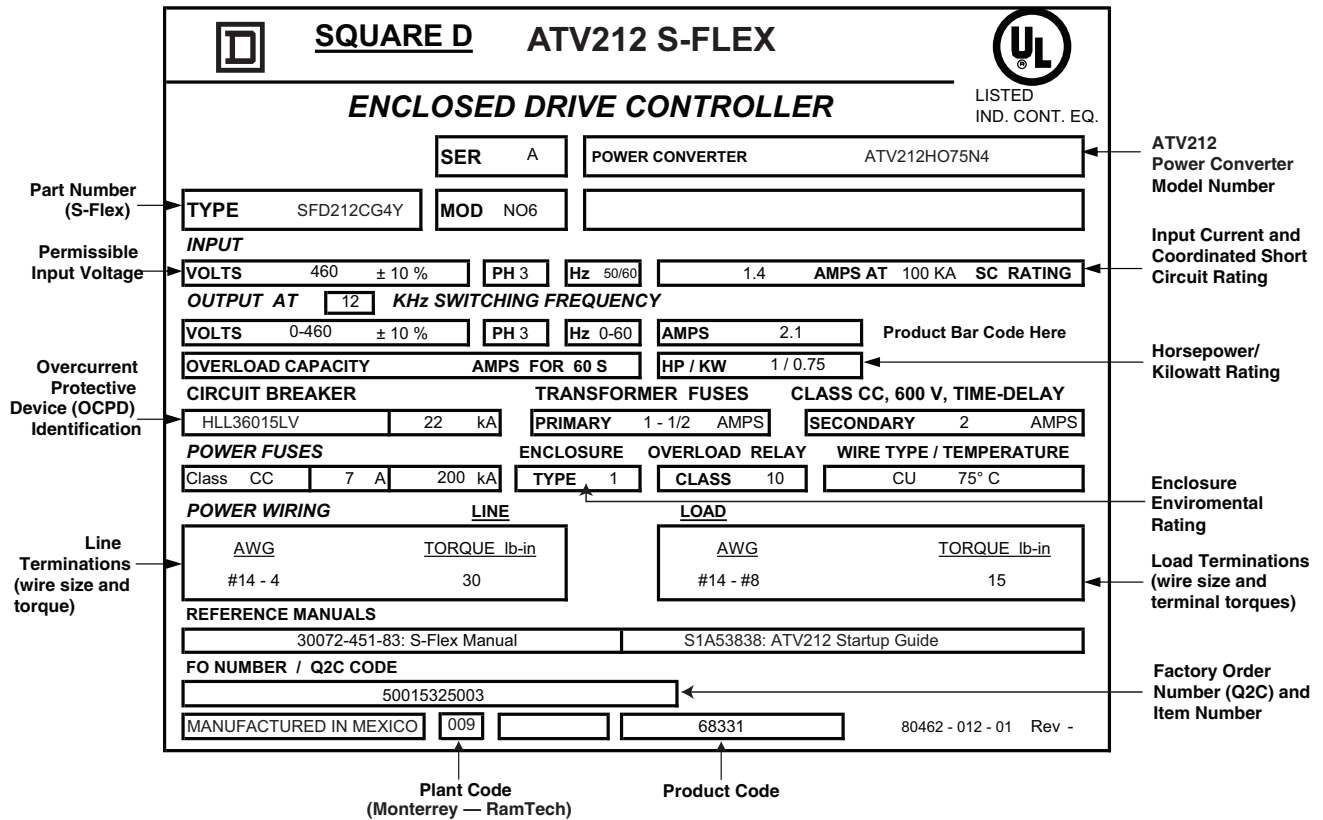 SQUARE D ATV212 S-FLEX
UL
®
LISTED
IND. CONT. EQ.
ENCLOSED DRIVE CONTROLLER
SER A POWER CONVERTER ATV212HO75N4
ATV212
Power Converter
Model Number
Part Number
(S-Flex)
TYPE SFD212CG4Y MOD NO6
INPUT
Permissible
Input Voltage
VOLTS 460 ± 10 % PH 3 Hz 50/60 1.4 AMPS AT 100 KA SC RATING
Input Current and
Coordinated Short
Circuit Rating
OUTPUT AT 12 KHz SWITCHING FREQUENCY
VOLTS 0-460 ± 10 % PH 3 Hz 0-60 AMPS 2.1 Product Bar Code Here
OVERLOAD CAPACITY AMPS FOR 60 S HP / KW 1 / 0.75
Horsepower/
Kilowatt Rating
Overcurrent
Protective
Device (OCPD)
Identification
CIRCUIT BREAKER TRANSFORMER FUSES CLASS CC, 600 V, TIME-DELAY
HLL36015LV 22 kA PRIMARY 1 - 1/2 AMPS SECONDARY 2 AMPS
POWER FUSES ENCLOSURE OVERLOAD RELAY WIRE TYPE / TEMPERATURE
Class CC 7 A 200 kA TYPE 1 CLASS 10 CU 75° C
Enclosure
Enviromental
Rating
POWER WIRING LINE LOAD
Line
Terminations
(wire size and
torque)
AWG TORQUE lb-in AWG TORQUE lb-in
#14 - 4 30 #14 - #8 15
Load Terminations
(wire size and
terminal torques)
REFERENCE MANUALS
30072-451-83: S-Flex Manual S1A53838: ATV212 Startup Guide
FO NUMBER / Q2C CODE
50015325003
Factory Order
Number (Q2C) and
Item Number
MANUFACTURED IN MEXICO 009 68331 80462 - 012 - 01 Rev -
Plant Code
(Monterrey — RamTech)
Product Code